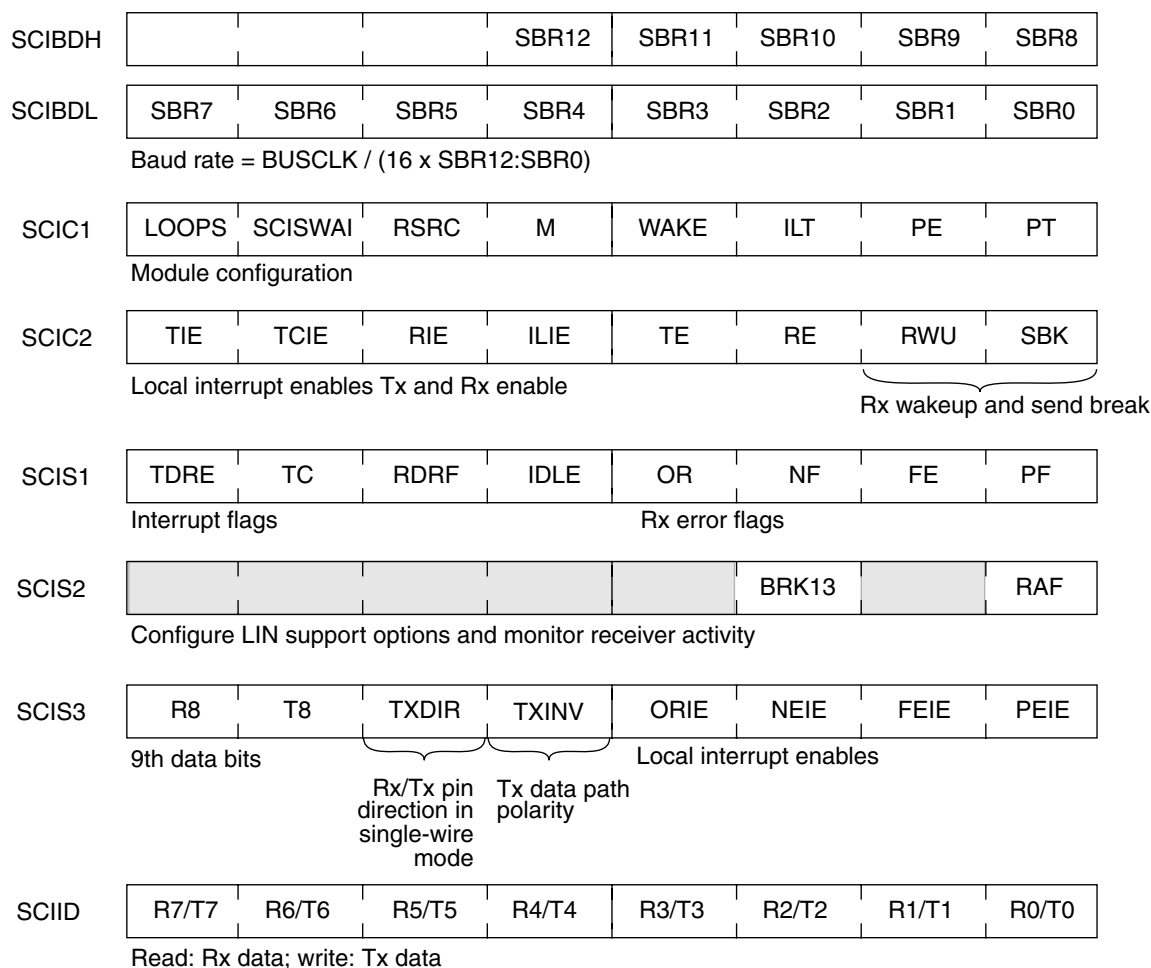 SCIBDH SBR12 SBR11 SBR10 SBR9 SBR8
SCIBDL SBR7 SBR6 SBR5 SBR4 SBR3 SBR2 SBR1 SBR0
Baud rate = BUSCLK / (16 x SBR12:SBR0)
SCIC1 LOOPS SCISWAI RSRC M WAKE ILT PE PT
Module configuration
SCIC2 TIE TCIE RIE ILIE TE RE RWU SBK
Local interrupt enables Tx and Rx enable
Rx wakeup and send break
SCIS1 TDRE TC RDRF IDLE OR NF FE PF
Interrupt flags Rx error flags
SCIS2 BRK13 RAF
Configure LIN support options and monitor receiver activity
SCIS3 R8 T8 TXDIR TXINV ORIE NEIE FEIE PEIE
9th data bits Local interrupt enables
Rx/Tx pin
direction in
single-wire
mode
Tx data path
polarity
SCIID R7/T7 R6/T6 R5/T5 R4/T4 R3/T3 R2/T2 R1/T1 R0/T0
Read: Rx data; write: Tx data